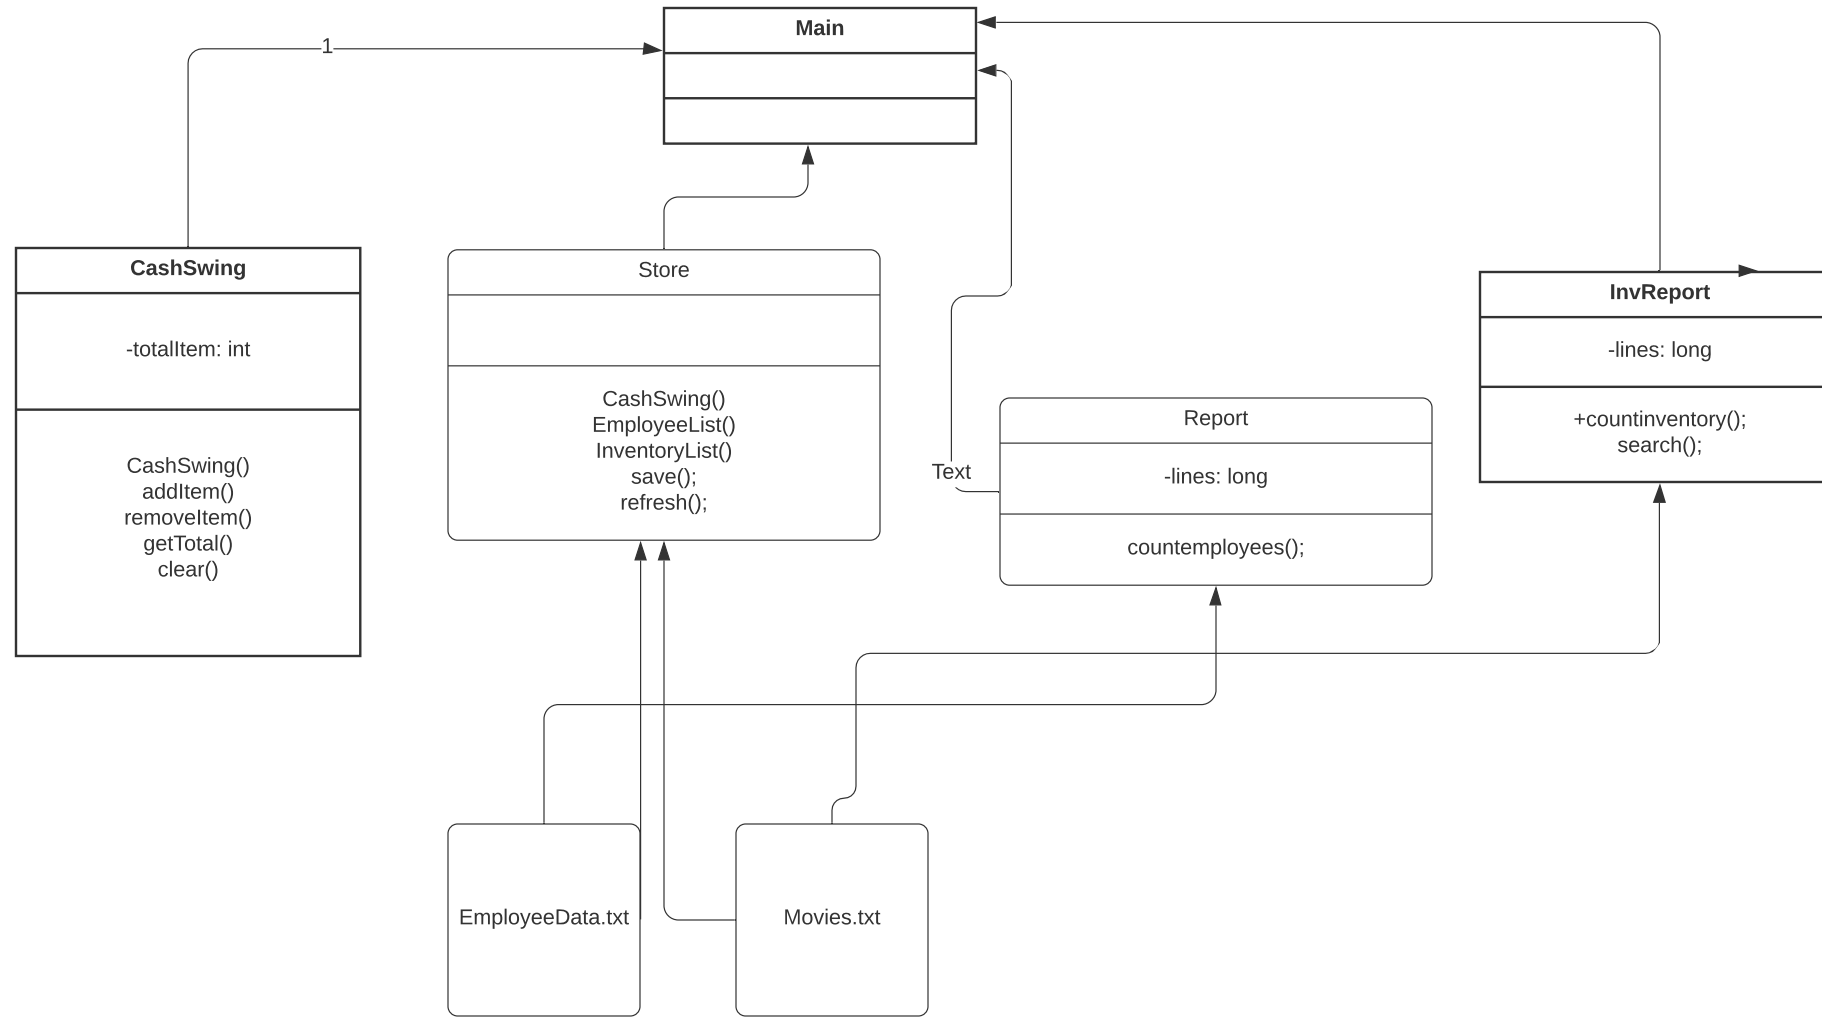 Main
1
CashSwing
-totalItem: int
CashSwing()
addItem()
removeItem()
getTotal()
clear()
Store
CashSwing()
EmployeeList()
InventoryList()
save();
refresh();
Text
Report
-lines: long
countemployees();
InvReport
-lines: long
+countinventory();
search();
EmployeeData.txt
Movies.txt